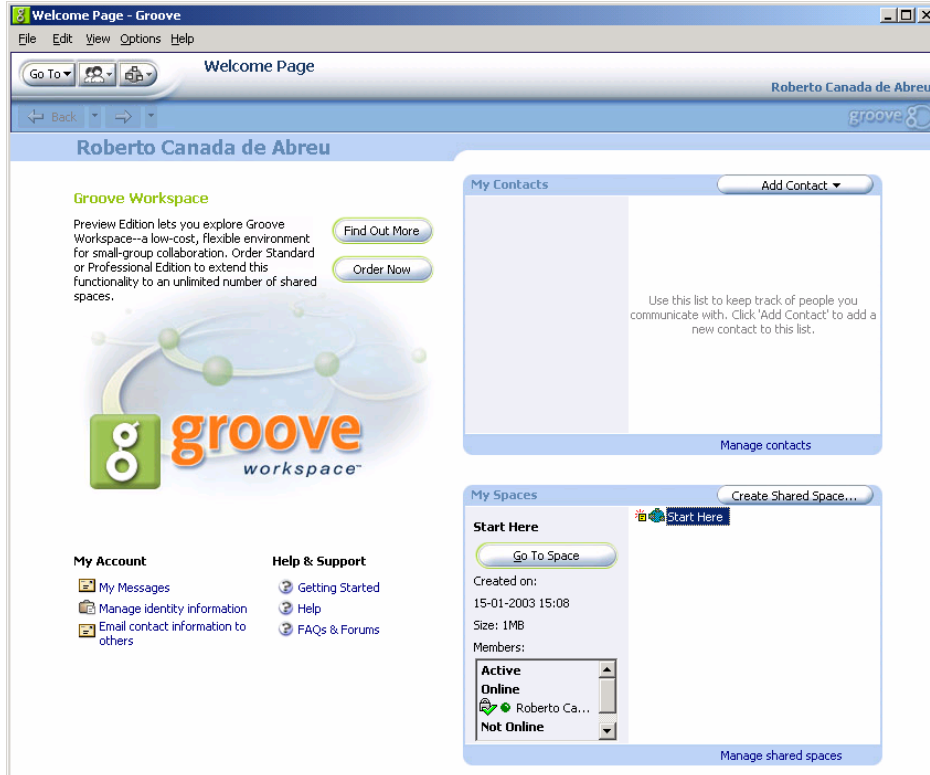 Welcome Page - Groove
File Edit View Options Help
Go To
Welcome Page
Roberto Canada de Abreu
Back
groove
Roberto Canada de Abreu
Groove Workspace
Preview Edition lets you explore Groove
Workspace--a low-cost, flexible environment
for small-group collaboration. Order Standard
or Professional Edition to extend this
functionality to an unlimited number of shared
spaces.
Find Out More
Order Now
g
groove
workspace
My Account
My Messages
Manage identity information
Email contact information to
others
Help & Support
Getting Started
Help
FAQs & Forums
My Contacts
Add Contact
Use this list to keep track of people you
communicate with. Click 'Add Contact' to add a
new contact to this list.
Manage contacts
My Spaces
Create Shared Space...
Start Here
Go To Space
Created on:
15-01-2003 15:08
Size: 1MB
Members:
Active
Online
Roberto Ca...
Not Online
Start Here
Manage shared spaces